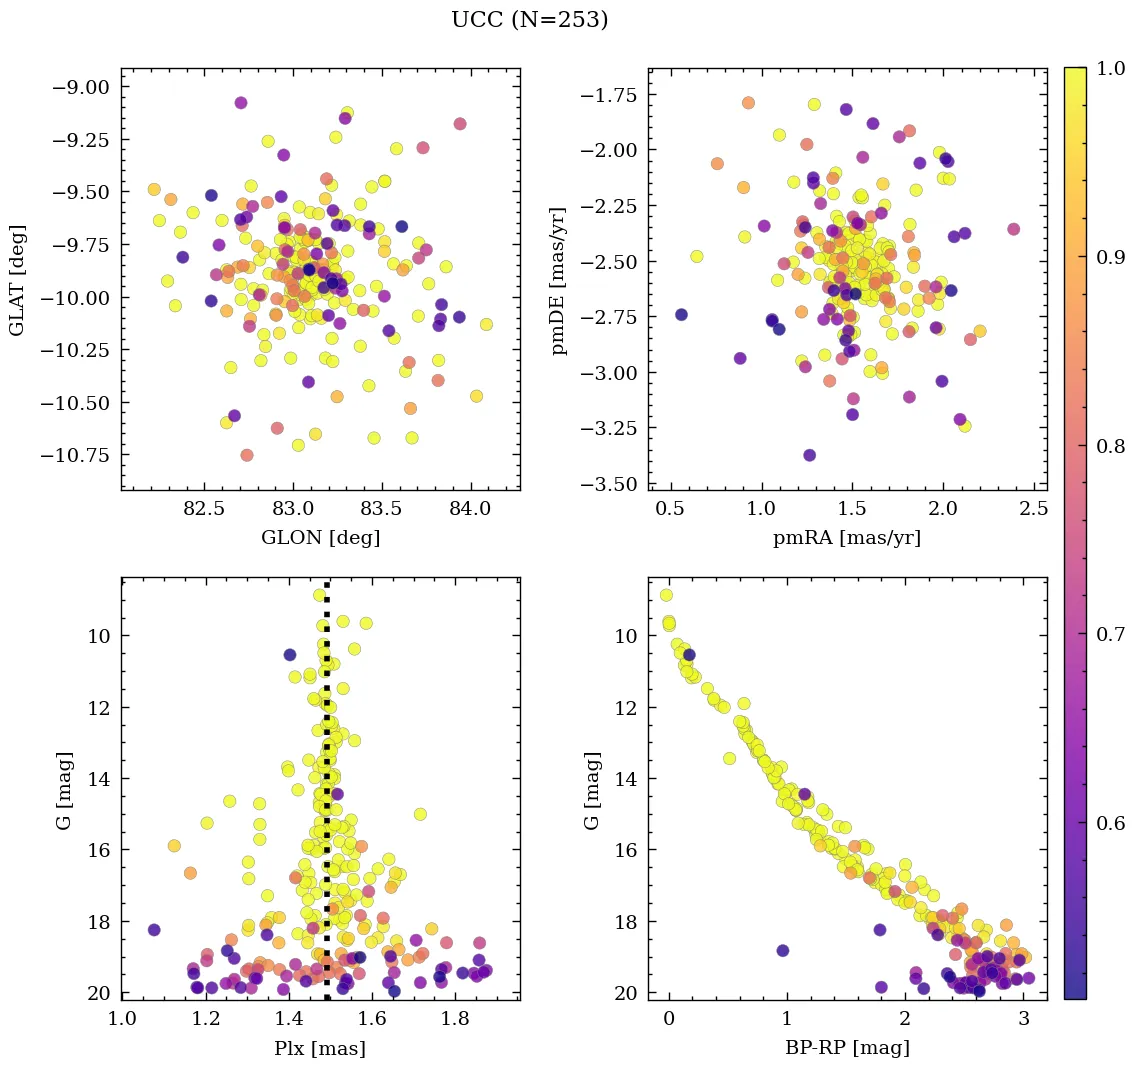 UCC (N=253)
−9.00
−9.25
−9.50
−9.75
−10.00
−10.25
−10.50
−10.75
GLAT [deg]
82.5 83.0 83.5 84.0
GLON [deg]
−1.75
−2.00
−2.25
−2.50
−2.75
−3.00
−3.25
−3.50
pmDE [mas/yr]
0.5 1.0 1.5 2.0 2.5
pmRA [mas/yr]
1.0
0.9
0.8
0.7
0.6
10
12
14
16
18
20
G [mag]
1.0 1.2 1.4 1.6 1.8
Plx [mas]
10
12
14
16
18
20
G [mag]
0 1 2 3
BP-RP [mag]